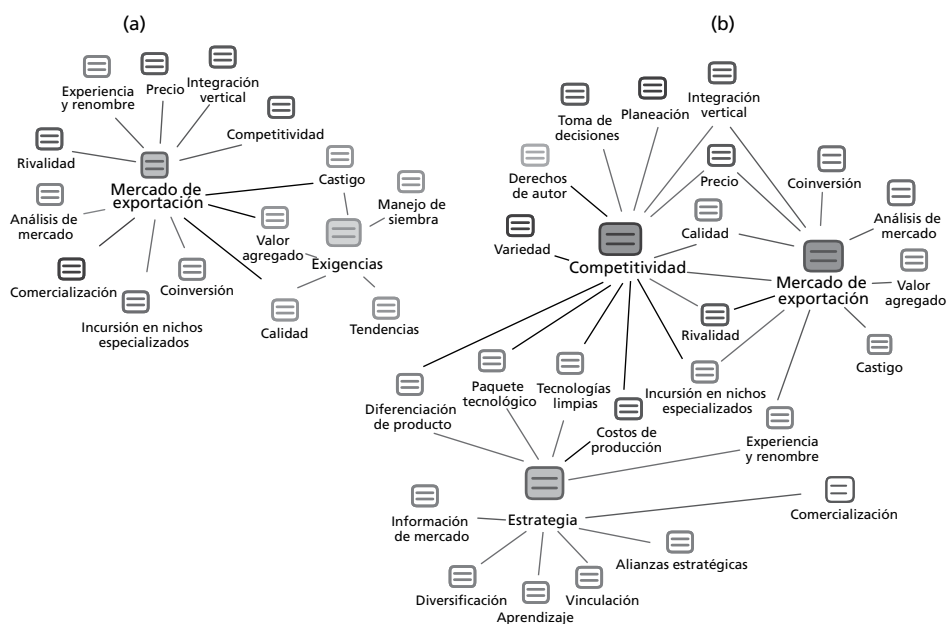 (a)
Experiencia
y renombre
Precio
Integración
vertical
Competitividad
Rivalidad
Mercado de
exportación
Castigo
Manejo de
siembra
Análisis de
mercado
Valor
agregado
Exigencias
Comercialización
Coinversión
Incursión en nichos
especializados
Calidad
Tendencias
(b)
Toma de
decisiones
Planeación
Integración
vertical
Derechos
de autor
Precio
Coinversión
Variedad
Calidad
Análisis de
mercado
Competitividad
Mercado de
exportación
Valor
agregado
Rivalidad
Castigo
Diferenciación
de producto
Paquete
tecnológico
Tecnologías
limpias
Incursión en nichos
especializados
Costos de
producción
Experiencia
y renombre
Estrategia
Comercialización
Información
de mercado
Alianzas estratégicas
Diversificación
Aprendizaje
Vinculación